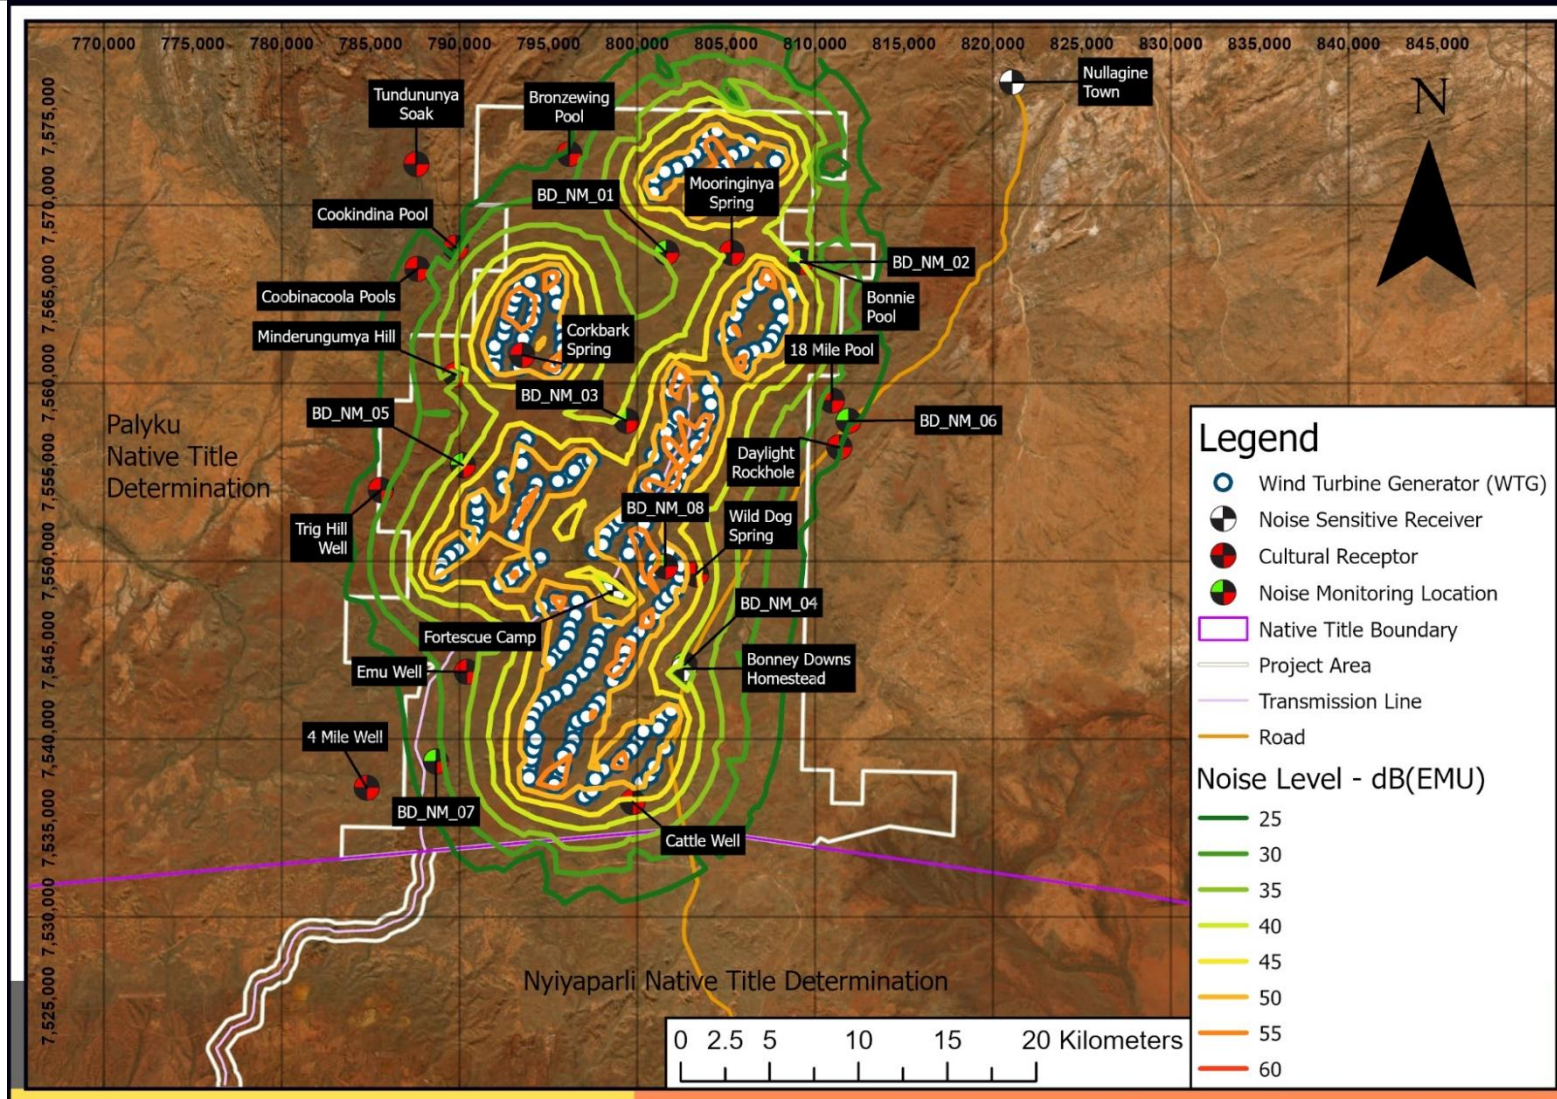 770,000 775,000 780,000 785,000 790,000 795,000 800,000 805,000 810,000 815,000 820,000 825,000 830,000 835,000 840,000 845,000
7,575,000
7,570,000
7,565,000
7,560,000
7,555,000
7,550,000
7,545,000
7,540,000
7,535,000
7,530,000
7,525,000
Nullagine
Town
N
Tundununya
Soak
Bronzewing
Pool
Mooringinya
Spring
BD_NM_01
Cookindina Pool
BD_NM_02
Coobinacoola Pools
Bonnie
Pool
Minderungumya Hill
Corkbark
Spring
18 Mile Pool
BD_NM_03
BD_NM_05
BD_NM_06
Palyku
Native Title
Determination
Daylight
Rockhole
BD_NM_08
Wild Dog
Spring
Trig Hill
Well
BD_NM_04
Fortescue Camp
Emu Well
Bonney Downs
Homestead
4 Mile Well
BD_NM_07
Cattle Well
Nyiyaparli Native Title Determination
0 2.5 5 10 15 20 Kilometers
Legend
Wind Turbine Generator (WTG)
Noise Sensitive Receiver
Cultural Receptor
Noise Monitoring Location
Native Title Boundary
Project Area
Transmission Line
Road
Noise Level - dB(EMU)
25
30
35
40
45
50
55
60